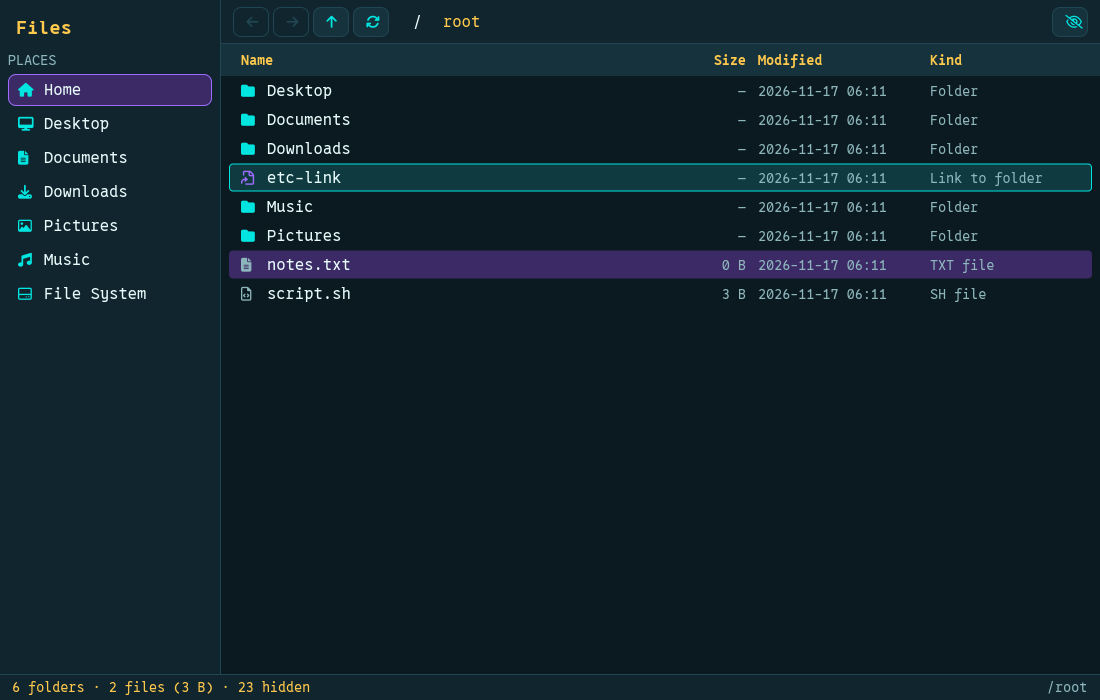 Files
PLACES
Home
Desktop
Documents
Downloads
Pictures
Music
File System
/ root
Name Size Modified Kind
Desktop — 2026-11-17 06:11 Folder
Documents — 2026-11-17 06:11 Folder
Downloads — 2026-11-17 06:11 Folder
etc-link — 2026-11-17 06:11 Link to folder
Music — 2026-11-17 06:11 Folder
Pictures — 2026-11-17 06:11 Folder
notes.txt 0 B 2026-11-17 06:11 TXT file
script.sh 3 B 2026-11-17 06:11 SH file
6 folders · 2 files (3 B) · 23 hidden /root